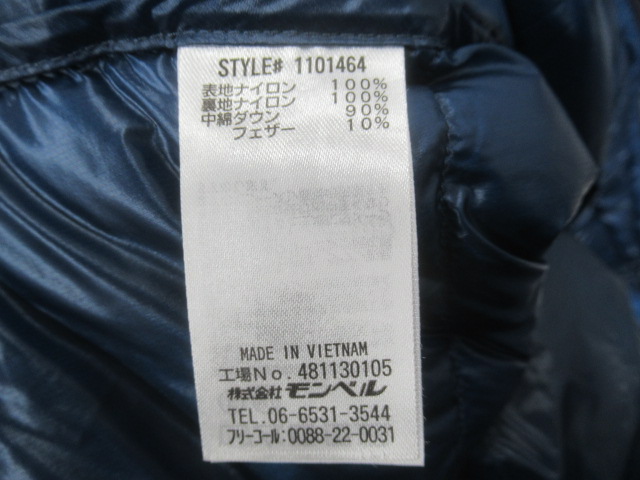 STYLE# 1101464
表地ナイロン 100%
裏地ナイロン 100%
中綿ダウン 90%
フェザー 10%
MADE IN VIETNAM
工場No. 481130105
株式会社 モンベル
TEL. 06-6531-3544
フリーコール:0088-22-0031